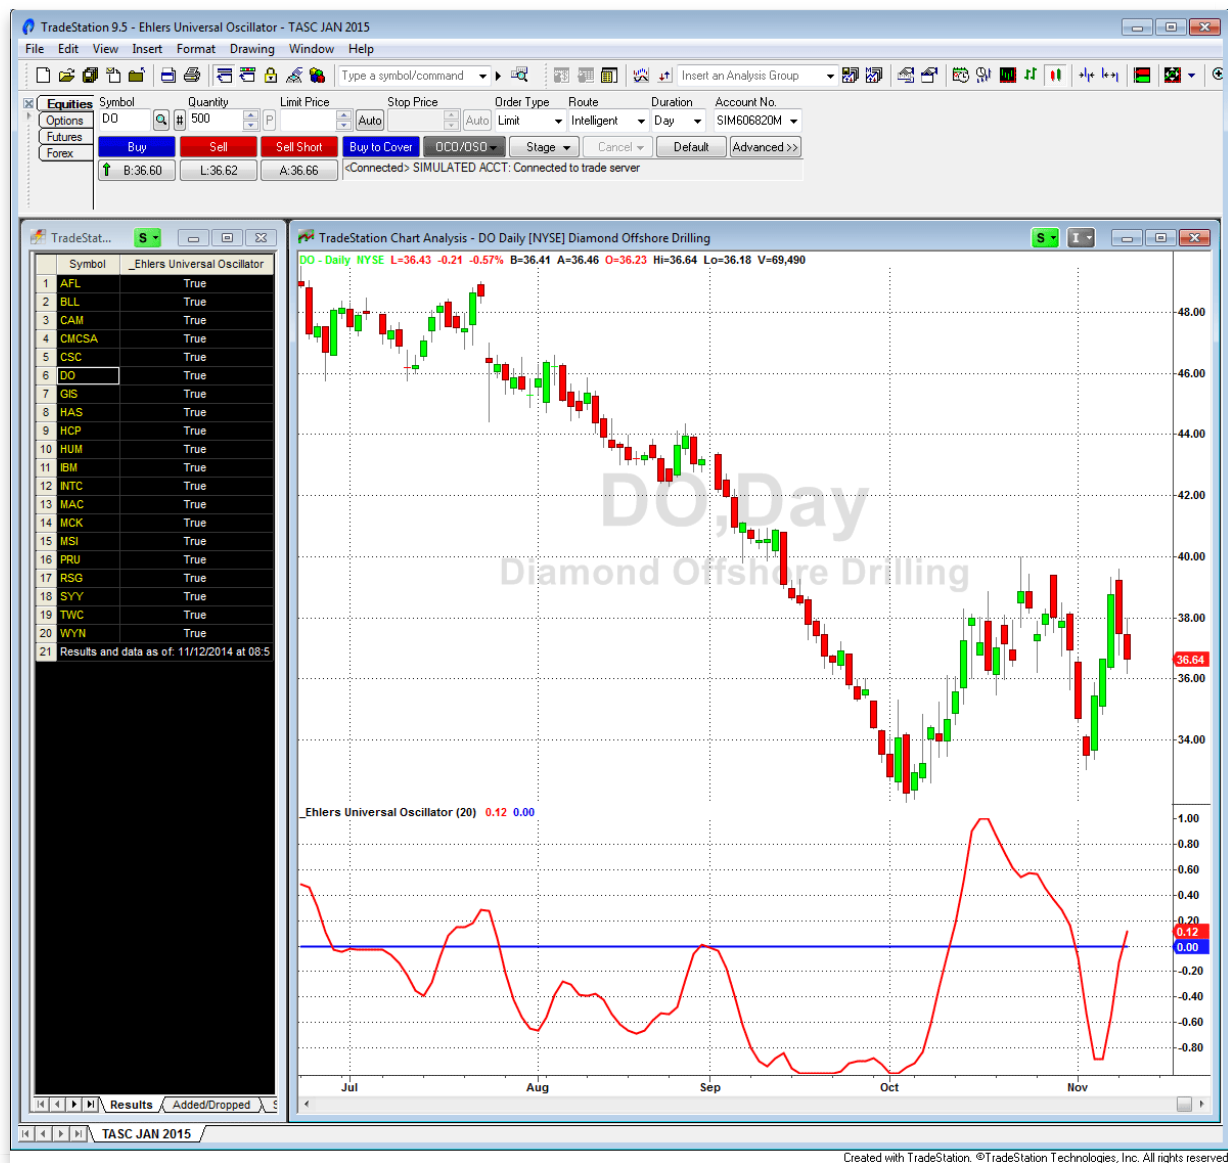 TradeStation 9.5 - Ehlers Universal Oscillator - TASC JAN 2015
File Edit View Insert Format Drawing Window Help
Type a symbol/command Insert an Analysis Group
Equities Symbol Quantity Limit Price Stop Price Order Type Route Duration Account No.
Options DO # 500 P Auto Auto Limit Intelligent Day SIM606820M
Futures
Forex
Buy Sell Sell Short Buy to Cover OCO/OSO Stage Cancel Default Advanced >>
B:36.60 L:36.62 A:36.66 <Connected> SIMULATED ACCT: Connected to trade server
TradeStat... S
Symbol _Ehlers Universal Oscillator
1 AFL True
2 BLL True
3 CAM True
4 CMCSA True
5 CSC True
6 DO True
7 GIS True
8 HAS True
9 HCP True
10 HUM True
11 IBM True
12 INTC True
13 MAC True
14 MCK True
15 MSI True
16 PRU True
17 RSG True
18 SYY True
19 TWC True
20 WYN True
21 Results and data as of: 11/12/2014 at 08:5
Results Added/Dropped
TradeStation Chart Analysis - DO Daily [NYSE] Diamond Offshore Drilling S I
DO - Daily NYSE L=36.43 -0.21 -0.57% B=36.41 A=36.46 O=36.23 Hi=36.64 Lo=36.18 V=69,490
DO,Day
Diamond Offshore Drilling
48.00
46.00
44.00
42.00
40.00
38.00
36.64
36.00
34.00
_Ehlers Universal Oscillator (20) 0.12 0.00
1.00
0.80
0.60
0.40
0.20
0.12
0.00
-0.20
-0.40
-0.60
-0.80
Jul Aug Sep Oct Nov
TASC JAN 2015
Created with TradeStation. ©TradeStation Technologies, Inc. All rights reserved